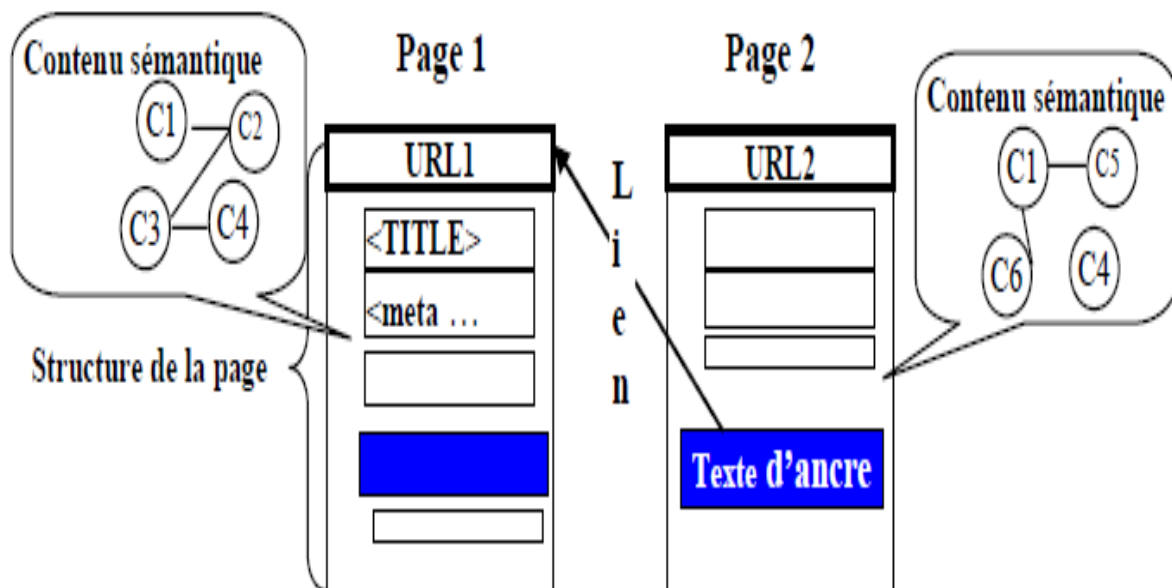 Contenu sémantique
C1
C2
C3
C4
Structure de la page
Page 1
URL1
<TITLE>
<meta ...
Lien
Page 2
URL2
Texte d'ancre
Contenu sémantique
C1
C5
C6
C4